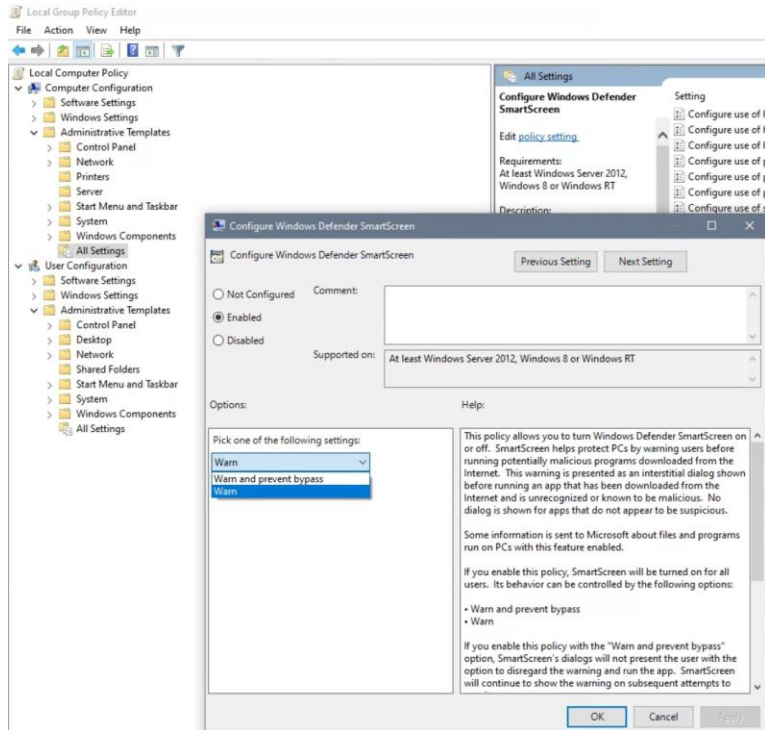 Local Group Policy Editor
File Action View Help
Local Computer Policy
Computer Configuration
Software Settings
Windows Settings
Administrative Templates
Control Panel
Network
Printers
Server
Start Menu and Taskbar
System
Windows Components
All Settings
User Configuration
Software Settings
Windows Settings
Administrative Templates
Control Panel
Desktop
Network
Shared Folders
Start Menu and Taskbar
System
Windows Components
All Settings
All Settings
Configure Windows Defender
SmartScreen
Edit policy setting
Requirements:
At least Windows Server 2012,
Windows 8 or Windows RT
Description:
Setting
Configure use of
Configure use of
Configure use of
Configure use of
Configure use of
Configure use of
Configure use of
Configure Windows Defender SmartScreen
Configure Windows Defender SmartScreen
Previous Setting Next Setting
Not Configured
Enabled
Disabled
Comment:
Supported on:
At least Windows Server 2012, Windows 8 or Windows RT
Options:
Help:
Pick one of the following settings:
Warn
Warn and prevent bypass
Warn
This policy allows you to turn Windows Defender SmartScreen on
or off. SmartScreen helps protect PCs by warning users before
running potentially malicious programs downloaded from the
Internet. This warning is presented as an interstitial dialog shown
before running an app that has been downloaded from the
Internet and is unrecognized or known to be malicious. No
dialog is shown for apps that do not appear to be suspicious.
Some information is sent to Microsoft about files and programs
run on PCs with this feature enabled.
If you enable this policy, SmartScreen will be turned on for all
users. Its behavior can be controlled by the following options:
• Warn and prevent bypass
• Warn
If you enable this policy with the "Warn and prevent bypass"
option, SmartScreen's dialogs will not present the user with the
option to disregard the warning and run the app. SmartScreen
will continue to show the warning on subsequent attempts to
OK Cancel Apply